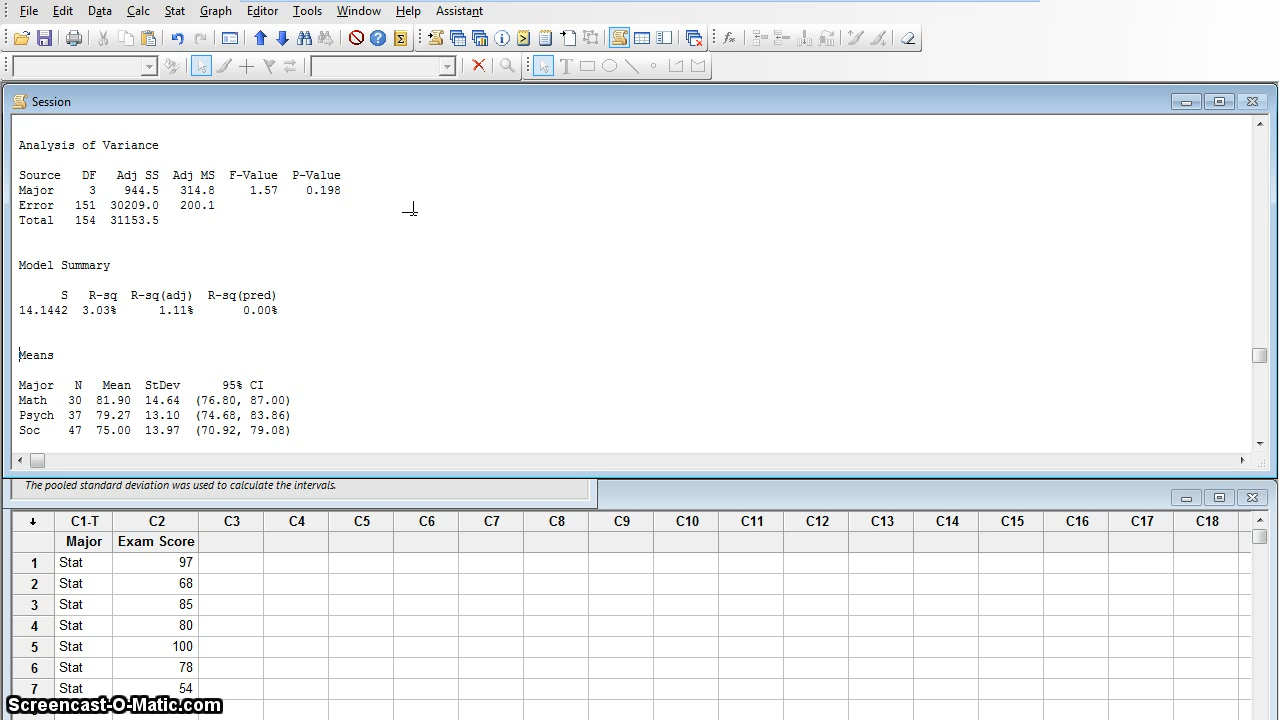 File Edit Data Calc Stat Graph Editor Tools Window Help Assistant
Session
Analysis of Variance
Source DF Adj SS Adj MS F-Value P-Value
Major 3 944.5 314.8 1.57 0.198
Error 151 30209.0 200.1
Total 154 31153.5
Model Summary
S R-sq R-sq(adj) R-sq(pred)
14.1442 3.03% 1.11% 0.00%
Means
Major N Mean StDev 95% CI
Math 30 81.90 14.64 (76.80, 87.00)
Psych 37 79.27 13.10 (74.68, 83.86)
Soc 47 75.00 13.97 (70.92, 79.08)
The pooled standard deviation was used to calculate the intervals.
C1-T C2 C3 C4 C5 C6 C7 C8 C9 C10 C11 C12 C13 C14 C15 C16 C17 C18
Major Exam Score
1 Stat 97
2 Stat 68
3 Stat 85
4 Stat 80
5 Stat 100
6 Stat 78
7 Stat 54
Screencast-O-Matic.com